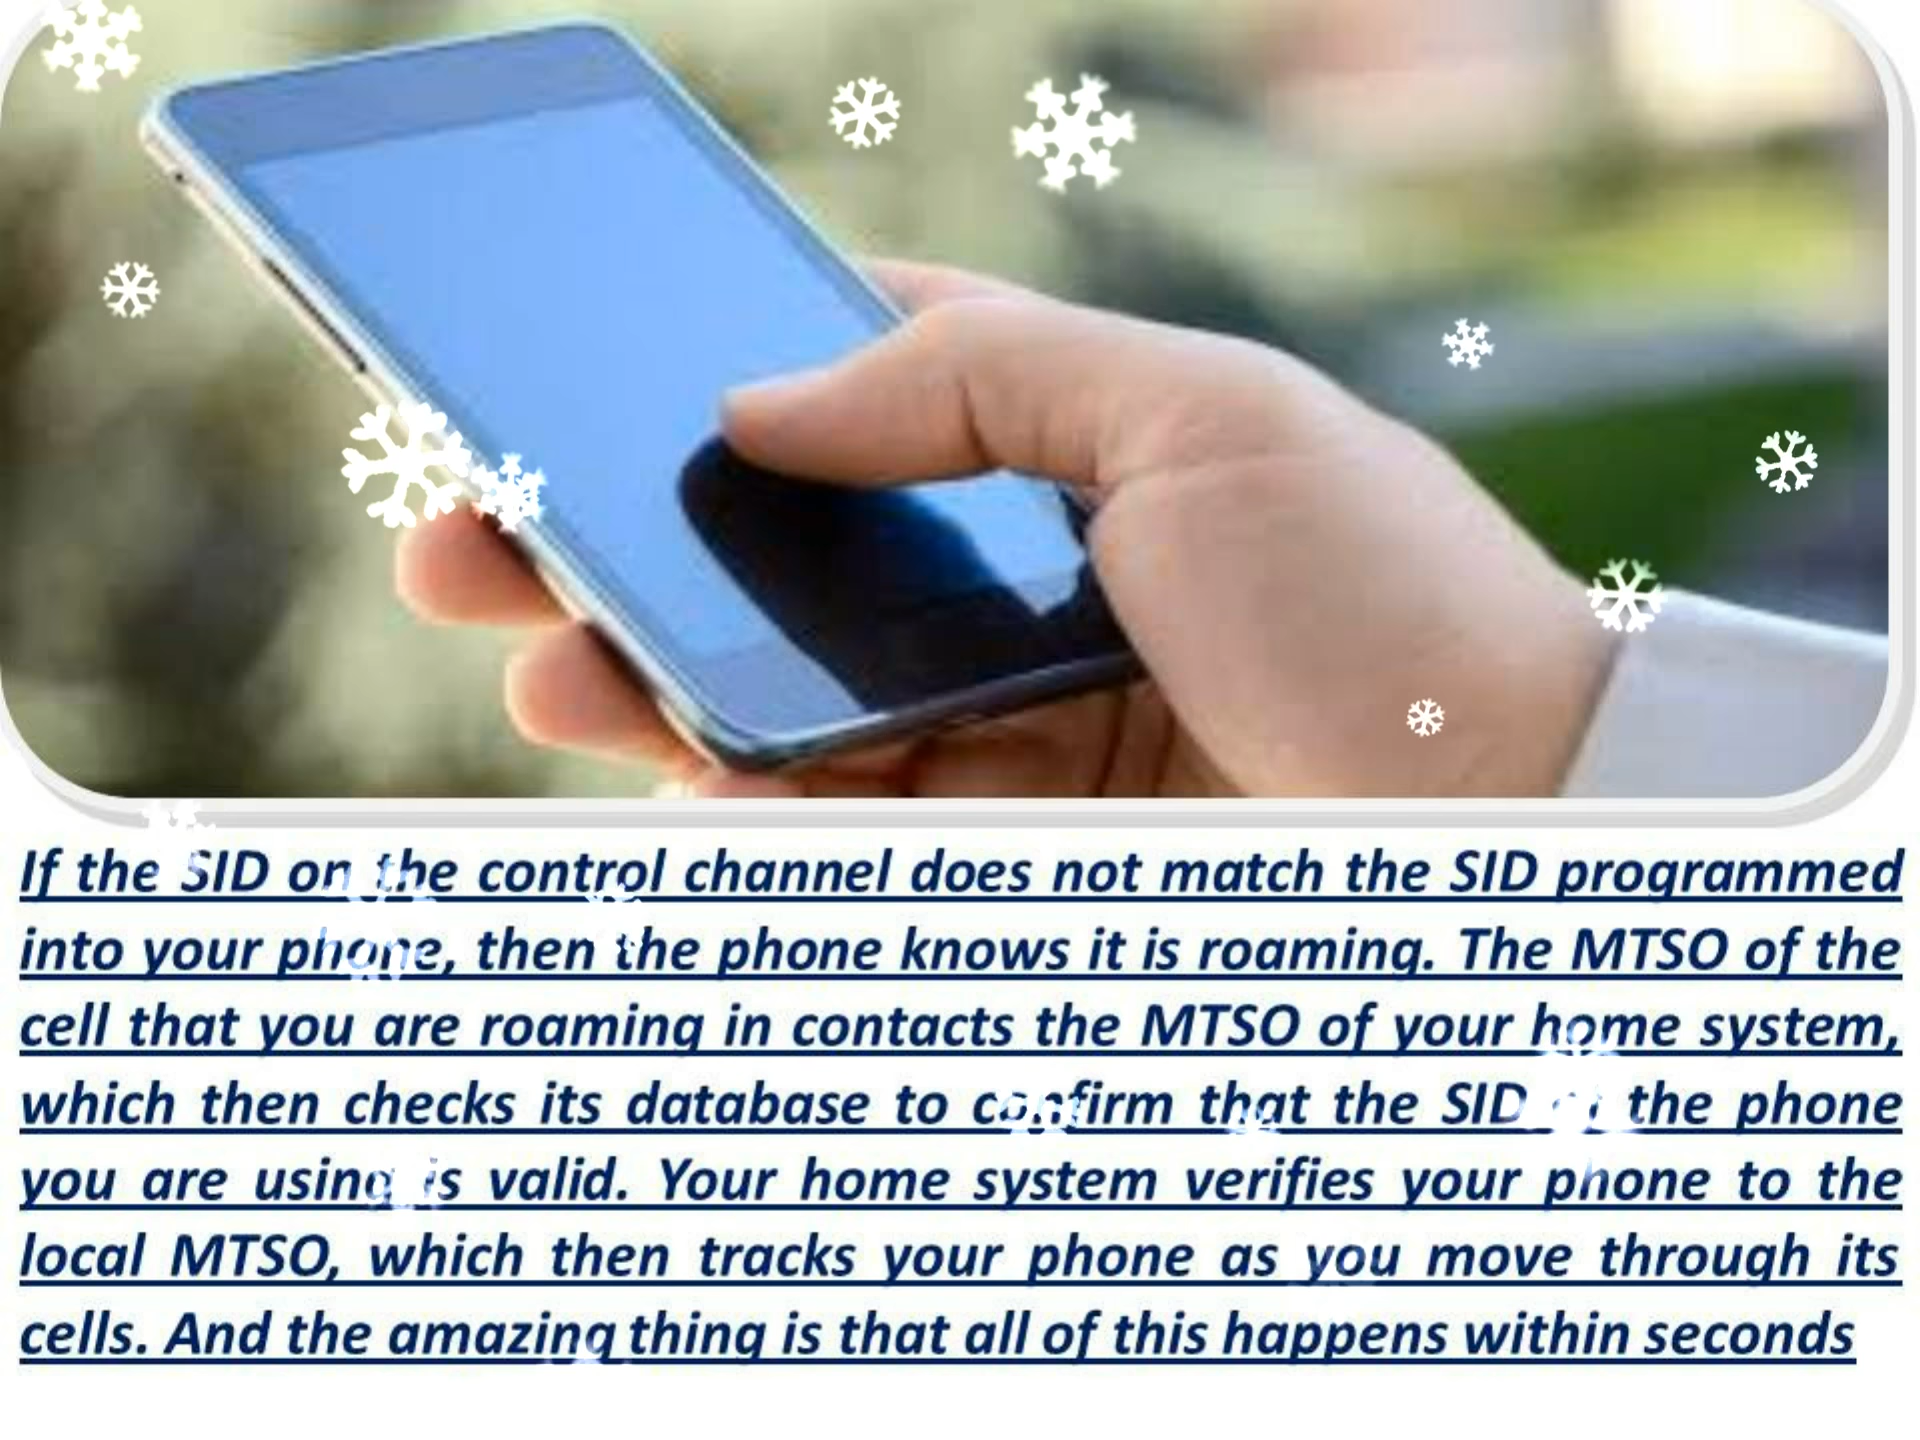 If the SID on the control channel does not match the SID programmed
into your phone, then the phone knows it is roaming. The MTSO of the
cell that you are roaming in contacts the MTSO of your home system,
which then checks its database to confirm that the SID the phone
you are using is valid. Your home system verifies your phone to the
local MTSO, which then tracks your phone as you move through its
cells. And the amazing thing is that all of this happens within seconds